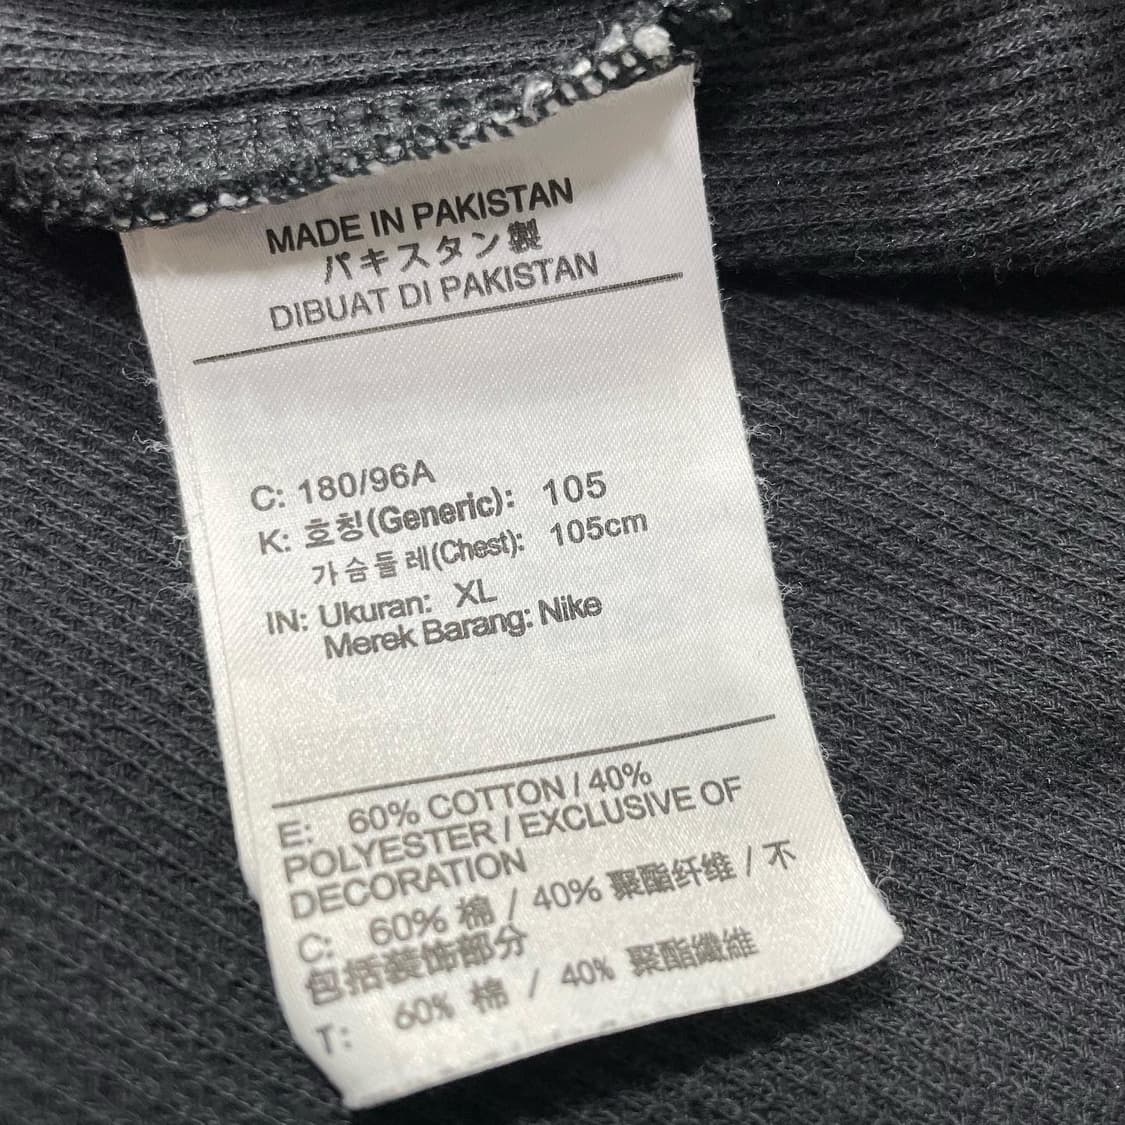 MADE IN PAKISTAN
パキスタン製
DIBUAT DI PAKISTAN
C: 180/96A
K: 호칭(Generic): 105
가슴둘레(Chest): 105cm
IN: Ukuran: XL
Merek Barang: Nike
E: 60% COTTON / 40%
POLYESTER / EXCLUSIVE OF
DECORATION
C: 60% 棉 / 40% 聚酯纤维 / 不
包括装饰部分
T: 60% 棉 / 40% 聚酯纖維